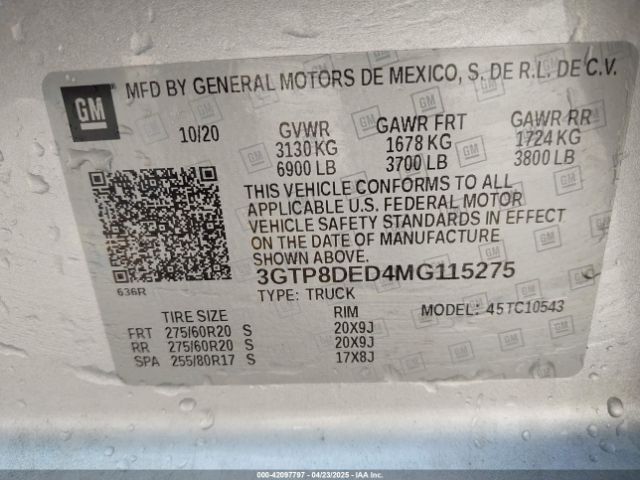 GM
MFD BY GENERAL MOTORS DE MEXICO, S. DE R.L. DE C.V.
10/20 GVWR GAWR FRT GAWR RR
3130 KG 1678 KG 1724 KG
6900 LB 3700 LB 3800 LB
THIS VEHICLE CONFORMS TO ALL
APPLICABLE U.S. FEDERAL MOTOR
VEHICLE SAFETY STANDARDS IN EFFECT
ON THE DATE OF MANUFACTURE
SHOWN ABOVE.
636R
3GTP8DED4MG115275
TYPE: TRUCK MODEL: 45TC10543
TIRE SIZE RIM
FRT 275/60R20 S 20X9J
RR 275/60R20 S 20X9J
SPA 255/80R17 S 17X8J
000-42097797 - 04/23/2025 - IAA Inc.